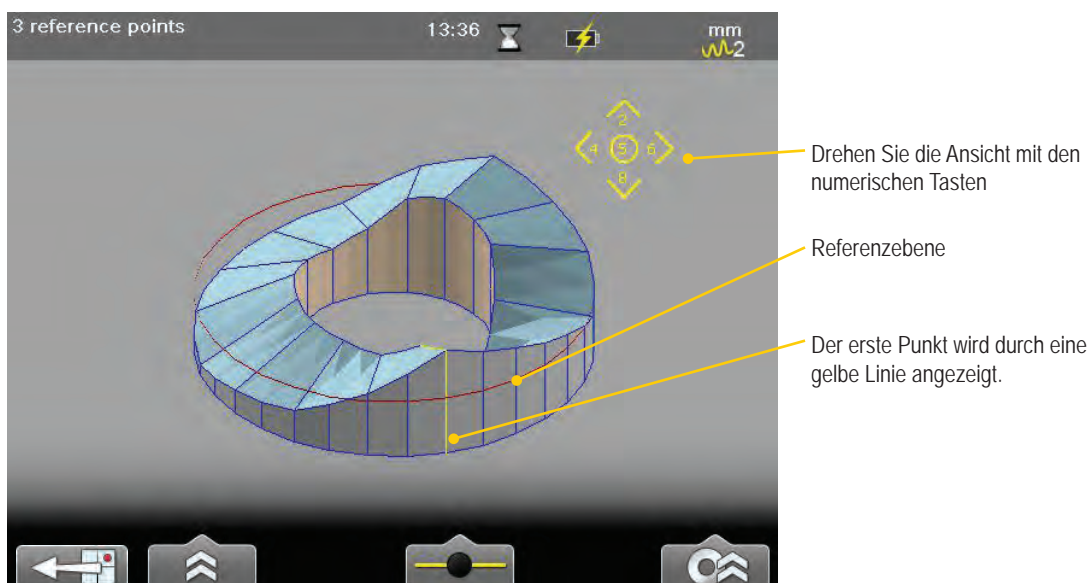 3 reference points
13:36
mm
2
2
4 5 6
8
Drehen Sie die Ansicht mit den
numerischen Tasten
Referenzebene
Der erste Punkt wird durch eine
gelbe Linie angezeigt.